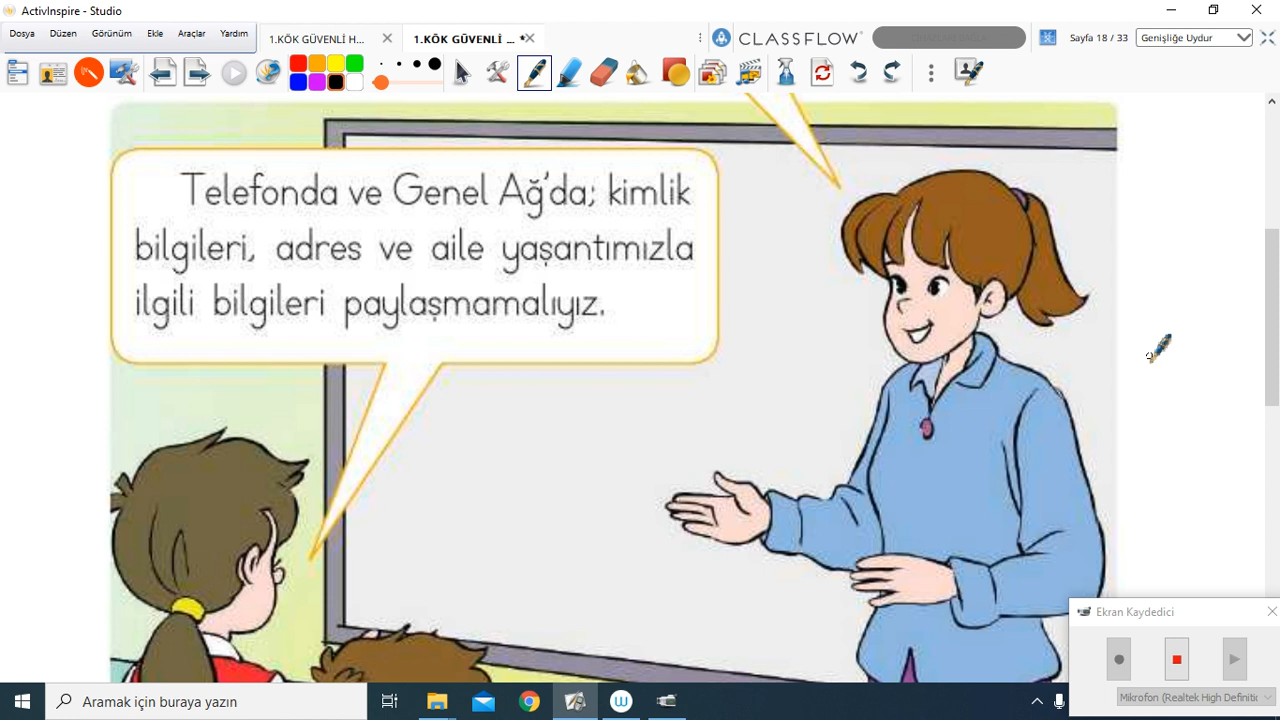 ActivInspire - Studio
Dosya Düzen Görünüm Ekle Araçlar Yardım
1.KÖK GÜVENLİ H...
1.KÖK GÜVENLİ ... *
CLASSFLOW
Sayfa 18 / 33
Genişliğe Uydur
Telefonda ve Genel Ağ'da; kimlik
bilgileri, adres ve aile yaşantımızla
ilgili bilgileri paylaşmamalıyız.
Ekran Kaydedici
Mikrofon (Realtek High Definitic
Aramak için buraya yazın